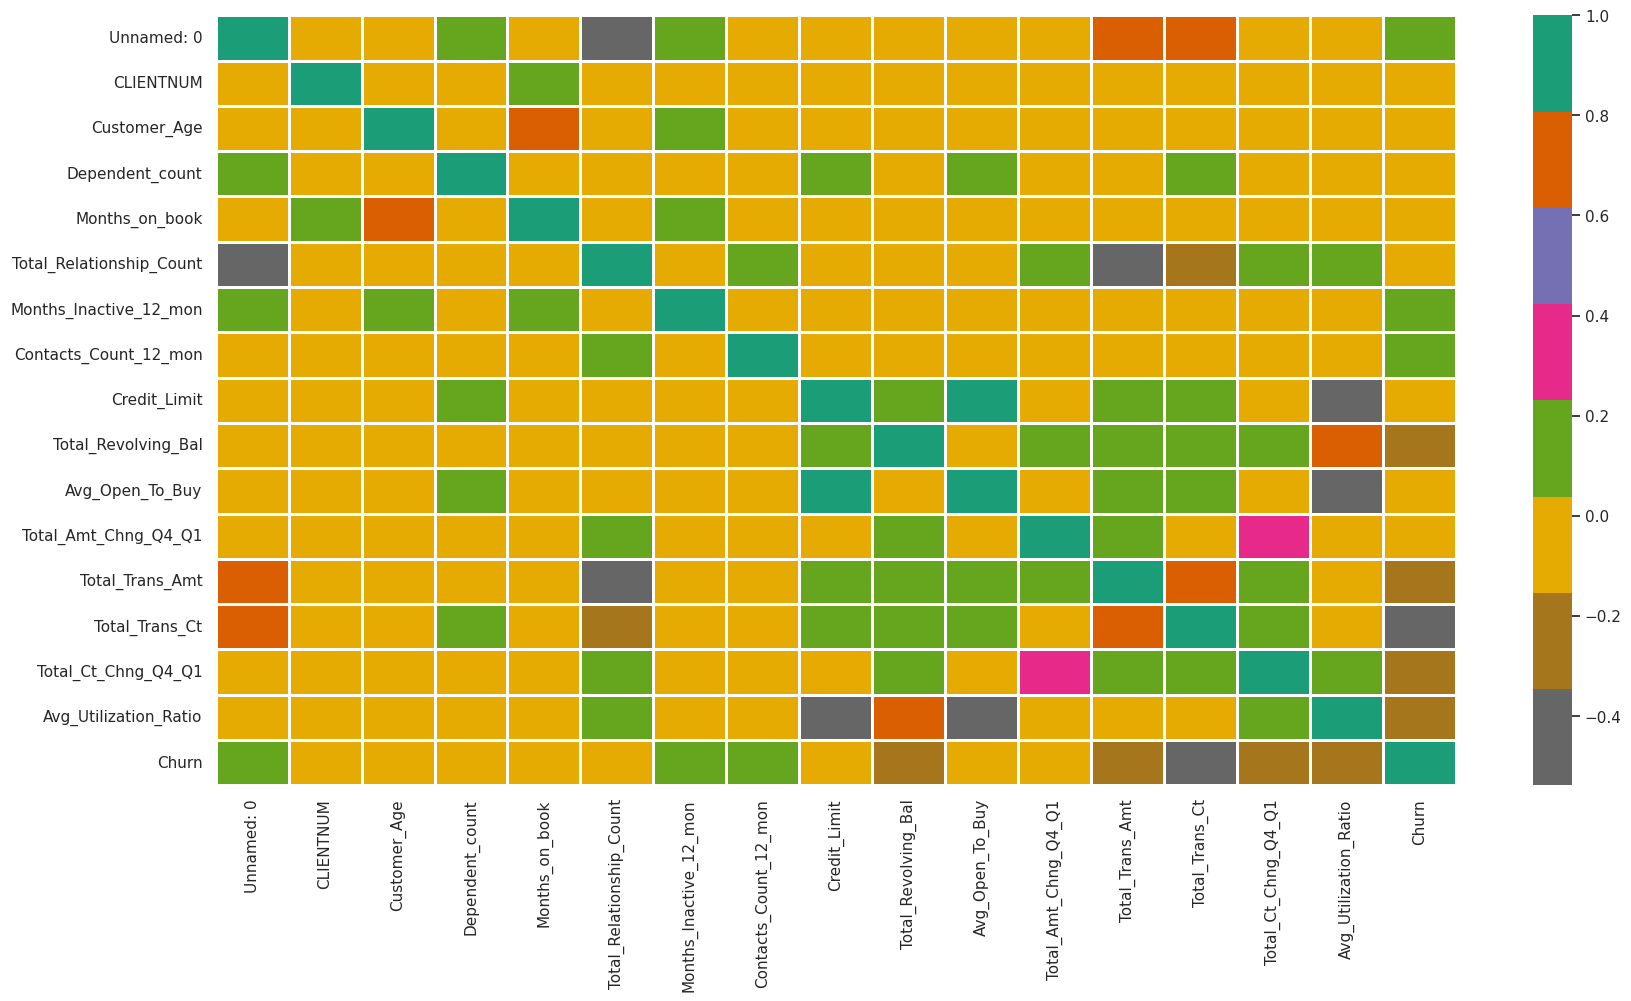 Unnamed: 0
CLIENTNUM
Customer_Age
Dependent_count
Months_on_book
Total_Relationship_Count
Months_Inactive_12_mon
Contacts_Count_12_mon
Credit_Limit
Total_Revolving_Bal
Avg_Open_To_Buy
Total_Amt_Chng_Q4_Q1
Total_Trans_Amt
Total_Trans_Ct
Total_Ct_Chng_Q4_Q1
Avg_Utilization_Ratio
Churn
Unnamed: 0
CLIENTNUM
Customer_Age
Dependent_count
Months_on_book
Total_Relationship_Count
Months_Inactive_12_mon
Contacts_Count_12_mon
Credit_Limit
Total_Revolving_Bal
Avg_Open_To_Buy
Total_Amt_Chng_Q4_Q1
Total_Trans_Amt
Total_Trans_Ct
Total_Ct_Chng_Q4_Q1
Avg_Utilization_Ratio
Churn
1.0
0.8
0.6
0.4
0.2
0.0
−0.2
−0.4